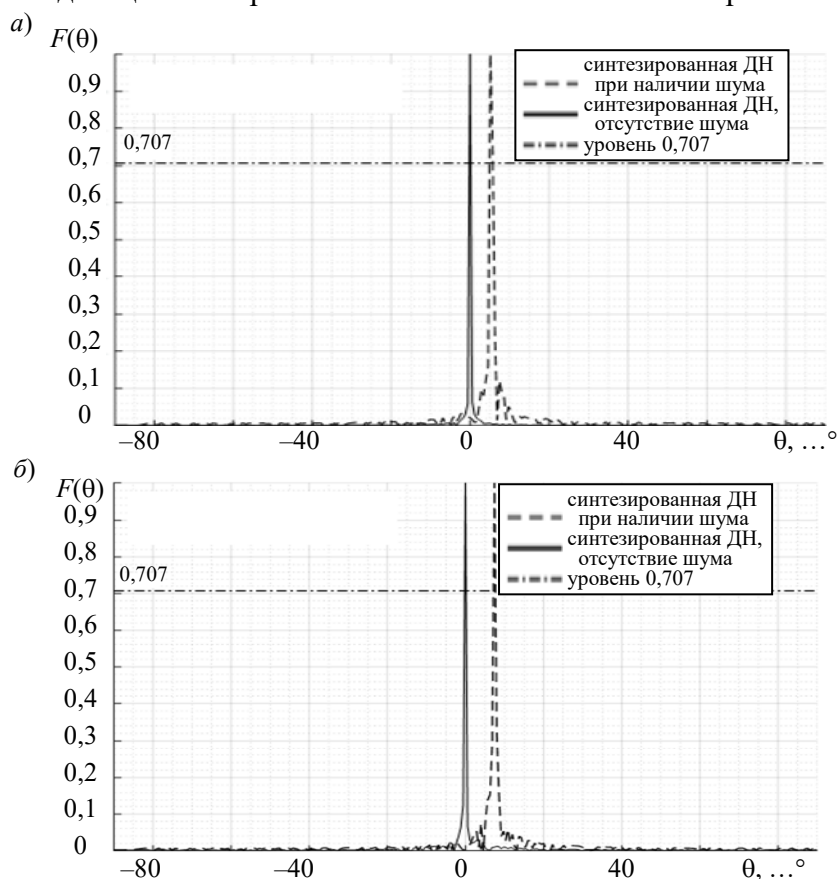 а)
F(θ)
синтезированная ДН
при наличии шума
синтезированная ДН,
отсутствие шума
уровень 0,707
0,9
0,8
0,707
0,7
0,6
0,5
0,4
0,3
0,2
0,1
0
–80 –40 0 40 θ, ...°
б)
F(θ)
синтезированная ДН
при наличии шума
синтезированная ДН,
отсутствие шума
уровень 0,707
0,9
0,8
0,707
0,7
0,6
0,5
0,4
0,3
0,2
0,1
0
–80 –40 0 40 θ, ...°